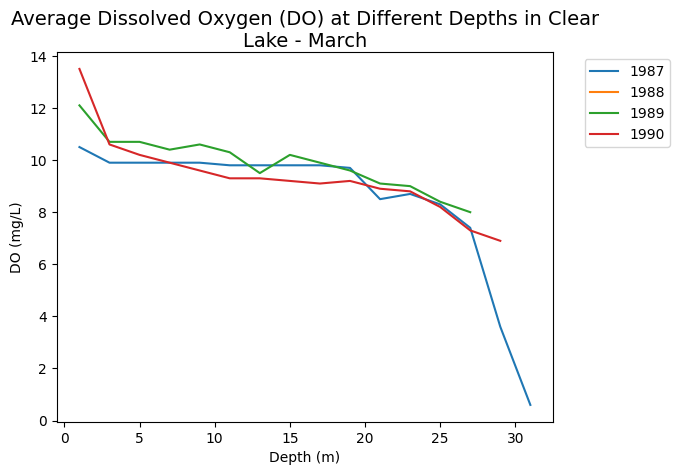 Average Dissolved Oxygen (DO) at Different Depths in Clear
Lake - March
1987
1988
1989
1990
14
12
10
8
6
4
2
0
DO (mg/L)
0 5 10 15 20 25 30
Depth (m)